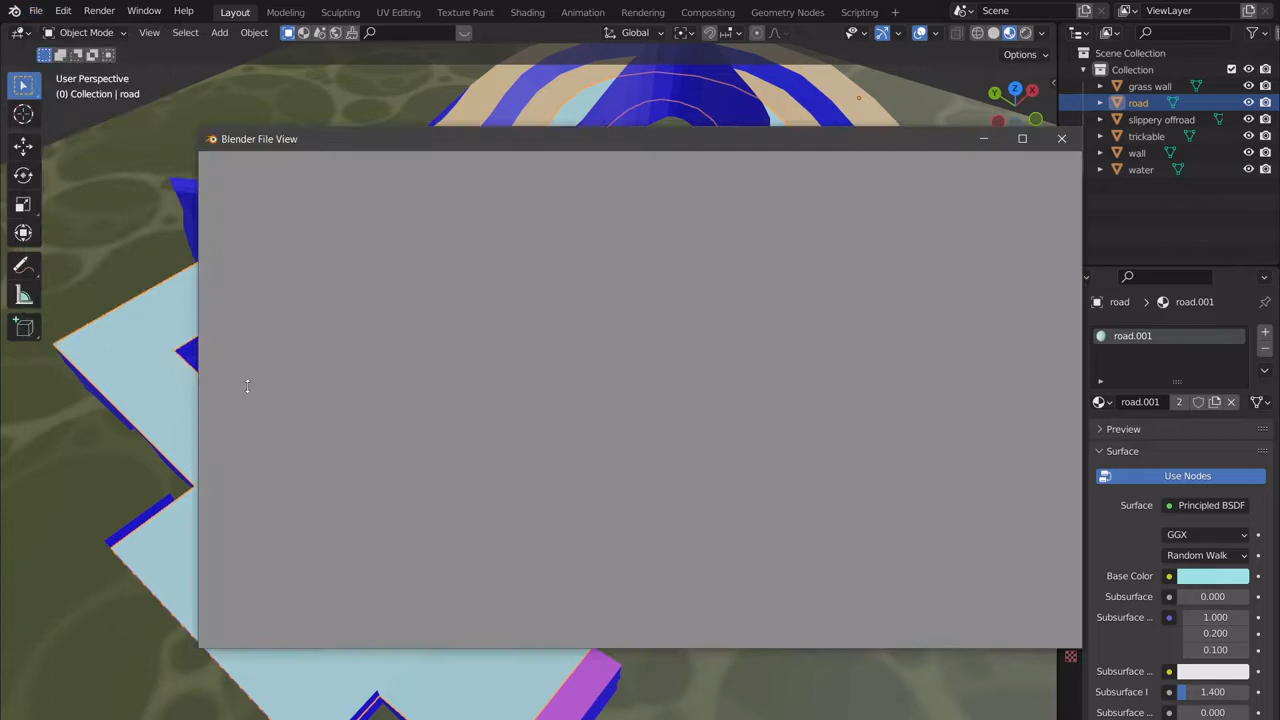 File Edit Render Window Help Layout Modeling Sculpting UV Editing Texture Paint Shading Animation Rendering Compositing Geometry Nodes Scripting + Scene ViewLayer
Object Mode View Select Add Object Global
Options
User Perspective
(0) Collection | road
Scene Collection
Collection
grass wall
road
slippery offroad
trickable
wall
water
Z
Y
X
Blender File View
road > road.001
road.001
road.001 2
Preview
Surface
Use Nodes
Surface Principled BSDF
GGX
Random Walk
Base Color
Subsurface 0.000
Subsurface ... 1.000
0.200
0.100
Subsurface ...
Subsurface I 1.400
Subsurface ... 0.000